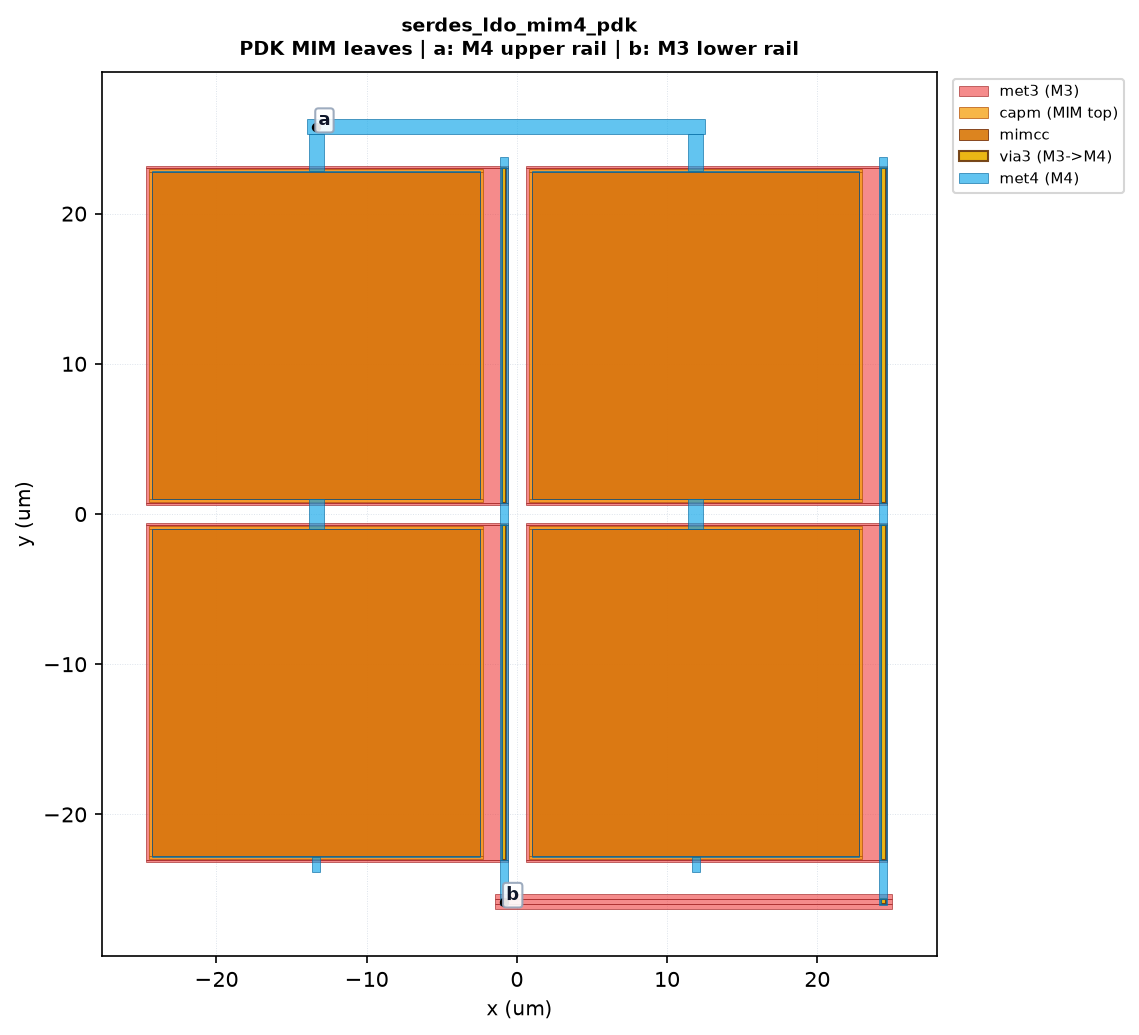 serdes_ldo_mim4_pdk
PDK MIM leaves | a: M4 upper rail | b: M3 lower rail
met3 (M3)
capm (MIM top)
mimcc
via3 (M3->M4)
met4 (M4)
a
b
20
10
0
−10
−20
y (um)
−20
−10
0
10
20
x (um)